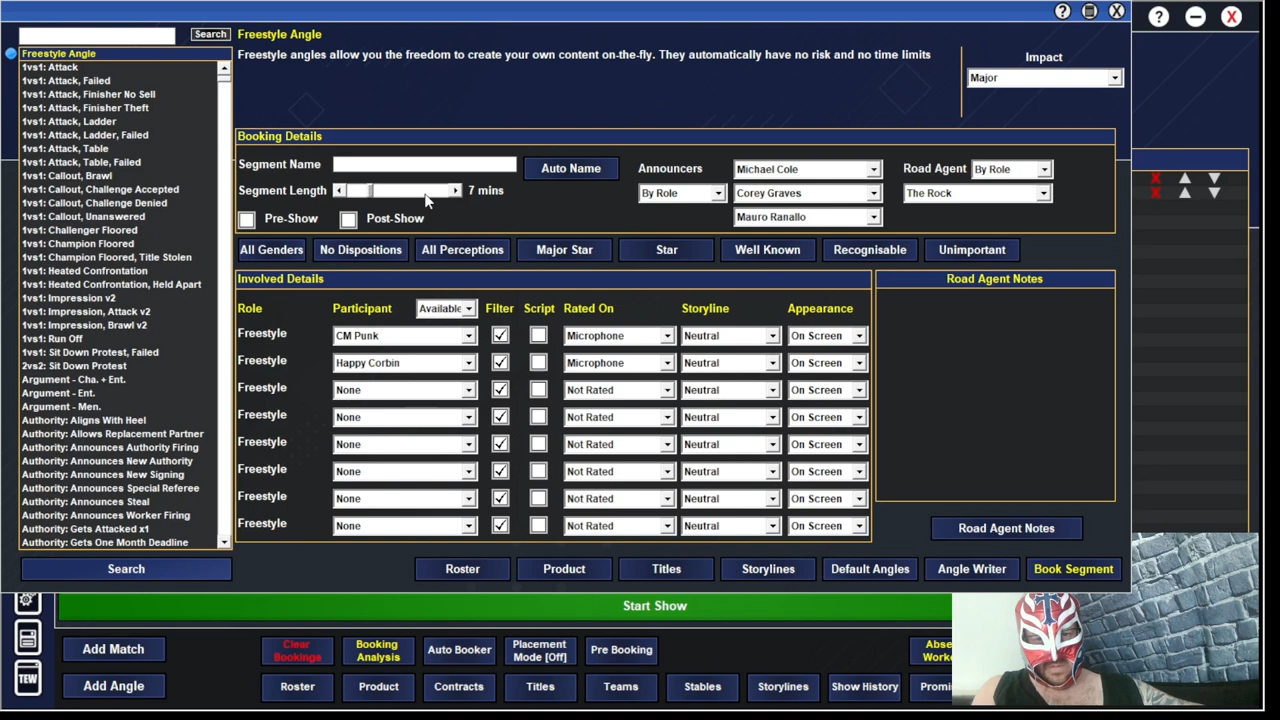 Search
Freestyle Angle
1vs1: Attack
1vs1: Attack, Failed
1vs1: Attack, Finisher No Sell
1vs1: Attack, Finisher Theft
1vs1: Attack, Ladder
1vs1: Attack, Ladder, Failed
1vs1: Attack, Table
1vs1: Attack, Table, Failed
1vs1: Callout, Brawl
1vs1: Callout, Challenge Accepted
1vs1: Callout, Challenge Denied
1vs1: Callout, Unanswered
1vs1: Challenger Floored
1vs1: Champion Floored
1vs1: Champion Floored, Title Stolen
1vs1: Heated Confrontation
1vs1: Heated Confrontation, Held Apart
1vs1: Impression v2
1vs1: Impression, Attack v2
1vs1: Impression, Brawl v2
1vs1: Run Off
1vs1: Sit Down Protest, Failed
2vs2: Sit Down Protest
Argument - Cha. + Ent.
Argument - Ent.
Argument - Men.
Authority: Aligns With Heel
Authority: Allows Replacement Partner
Authority: Announces Authority Firing
Authority: Announces New Authority
Authority: Announces New Signing
Authority: Announces Special Referee
Authority: Announces Steal
Authority: Announces Worker Firing
Authority: Gets Attacked x1
Authority: Gets One Month Deadline
Search
Freestyle Angle
Freestyle angles allow you the freedom to create your own content on-the-fly. They automatically have no risk and no time limits
Impact
Major
? X
? X
Booking Details
Segment Name Auto Name Announcers Michael Cole Road Agent By Role
Segment Length 7 mins By Role Corey Graves The Rock
Pre-Show Post-Show Mauro Ranallo
X
X
All Genders No Dispositions All Perceptions Major Star Star Well Known Recognisable Unimportant
Involved Details
Role Participant Available Filter Script Rated On Storyline Appearance
Freestyle CM Punk Microphone Neutral On Screen
Freestyle Happy Corbin Microphone Neutral On Screen
Freestyle None Not Rated Neutral On Screen
Freestyle None Not Rated Neutral On Screen
Freestyle None Not Rated Neutral On Screen
Freestyle None Not Rated Neutral On Screen
Freestyle None Not Rated Neutral On Screen
Freestyle None Not Rated Neutral On Screen
Road Agent Notes
Road Agent Notes
Roster Product Titles Storylines Default Angles Angle Writer Book Segment
Start Show
Add Match Clear Bookings Booking Analysis Auto Booker Placement Mode [Off] Pre Booking Abse Work
TEW
Add Angle Roster Product Contracts Titles Teams Stables Storylines Show History Promi